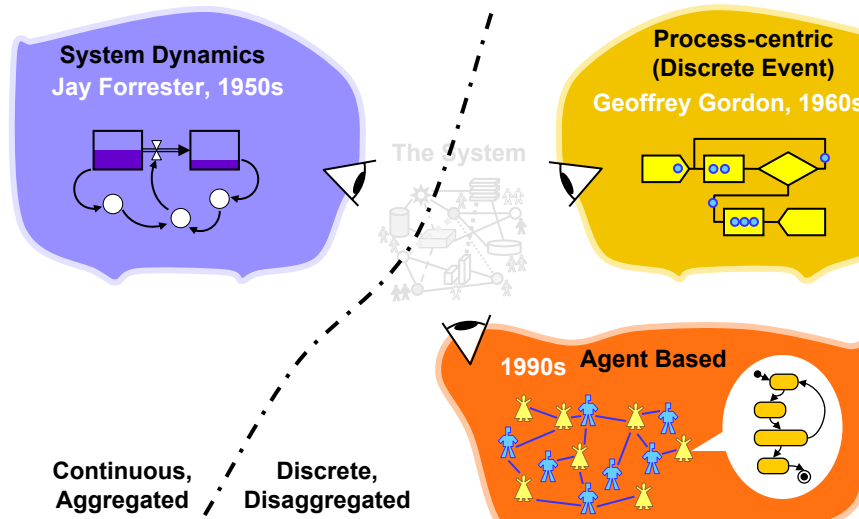 System Dynamics
Jay Forrester, 1950s
Process-centric
(Discrete Event)
Geoffrey Gordon, 1960s
The System
1990s
Agent Based
Continuous,
Aggregated
Discrete,
Disaggregated